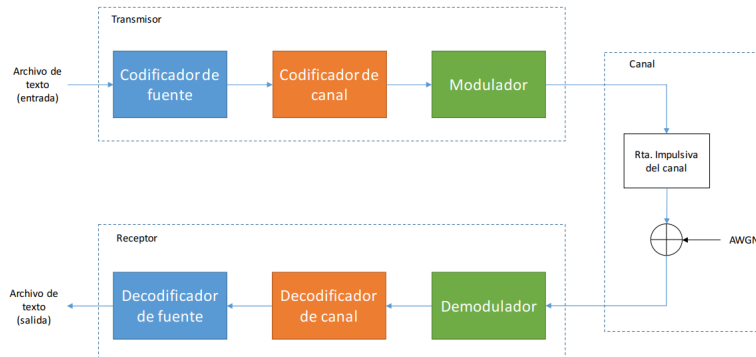 Transmisor
Archivo de
texto
(entrada)
Codificador de
fuente
Codificador de
canal
Modulador
Canal
Rta. Impulsiva
del canal
AWGN
Receptor
Archivo de
texto
(salida)
Decodificador
de fuente
Decodificador
de canal
Demodulador